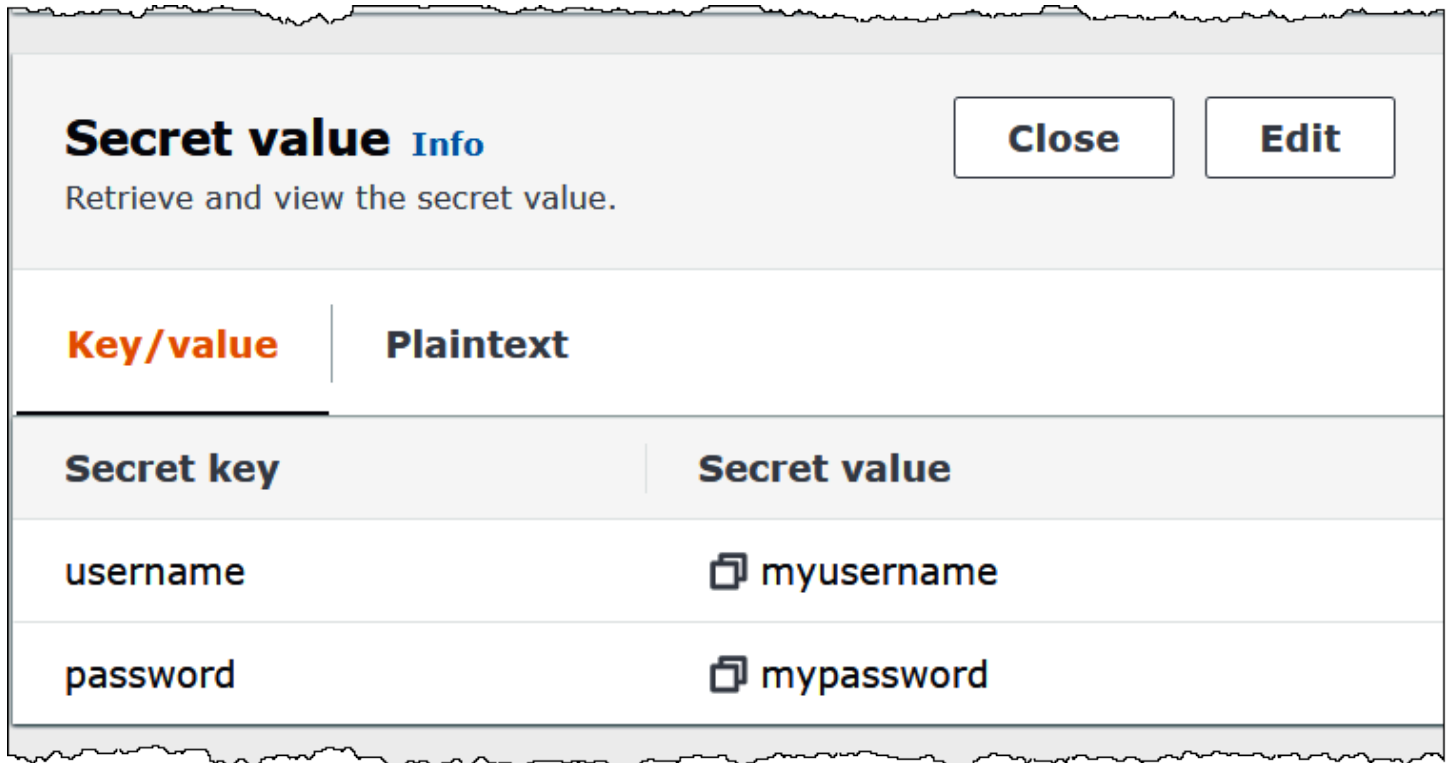 Secret value Info
Close Edit
Retrieve and view the secret value.
Key/value Plaintext
Secret key Secret value
username myusername
password mypassword